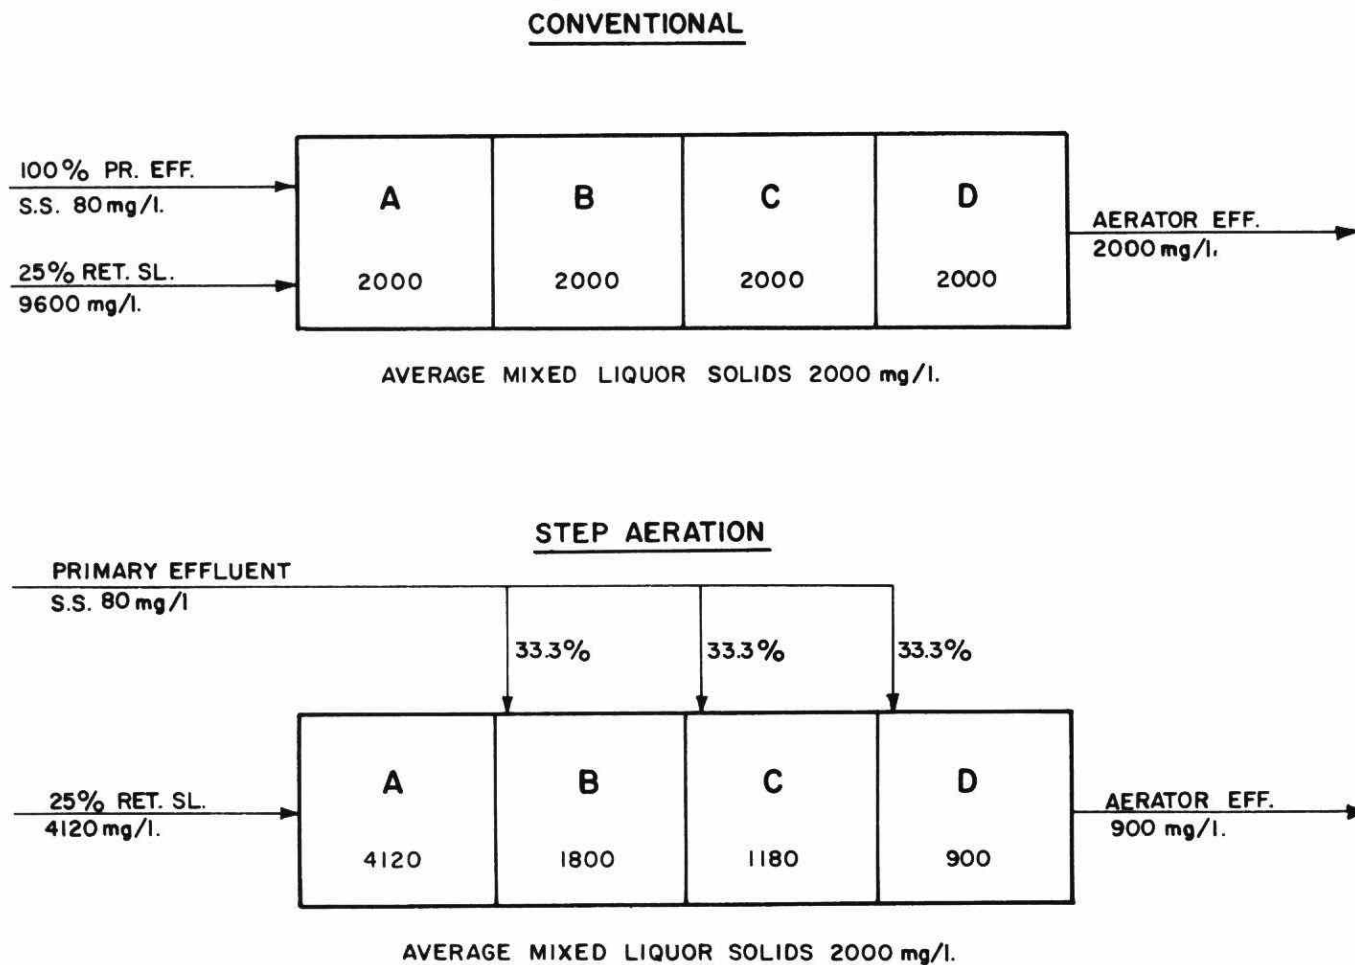 CONVENTIONAL
100% PR. EFF.
S.S. 80 mg/l.
25% RET. SL.
9600 mg/l.
A
B
C
D
2000
2000
2000
2000
AERATOR EFF.
2000 mg/l.
AVERAGE MIXED LIQUOR SOLIDS 2000 mg/l.
STEP AERATION
PRIMARY EFFLUENT
S.S. 80 mg/l
33.3%
33.3%
33.3%
25% RET. SL.
4120 mg/l.
A
B
C
D
4120
1800
1180
900
AERATOR EFF.
900 mg/l.
AVERAGE MIXED LIQUOR SOLIDS 2000 mg/l.